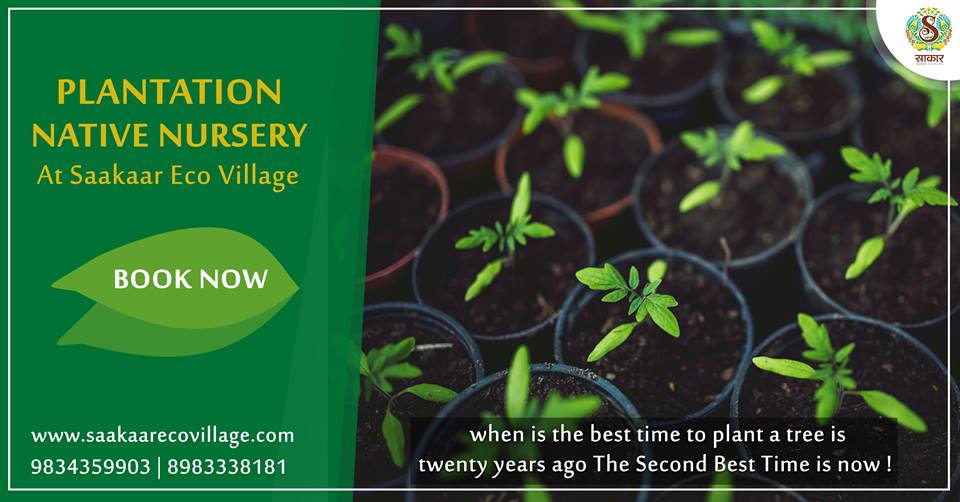 S
साकार
PLANTATION
NATIVE NURSERY
At Saakaar Eco Village
BOOK NOW
www.saakaarecovillage.com
9834359903 | 8983338181
when is the best time to plant a tree is
twenty years ago The Second Best Time is now !